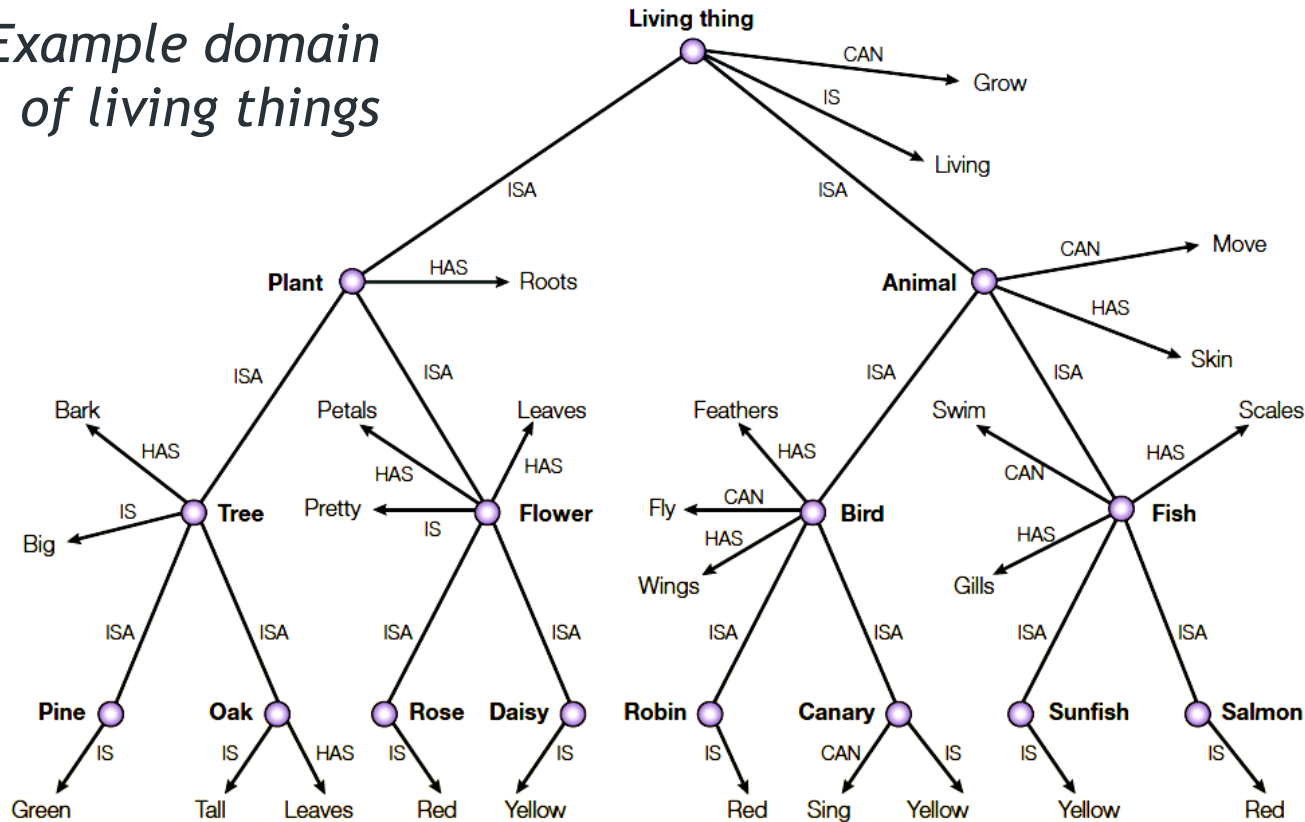 Example domain
of living things
Living thing
CAN
Grow
IS
Living
ISA
ISA
CAN
Move
Plant
HAS
Roots
Animal
HAS
Skin
ISA
ISA
ISA
ISA
Bark
Petals
Leaves
Feathers
Swim
Scales
HAS
HAS
HAS
HAS
CAN
HAS
IS
Tree
Pretty
IS
Flower
Fly
CAN
Bird
Fish
Big
HAS
HAS
Wings
Gills
ISA
ISA
ISA
ISA
ISA
ISA
ISA
ISA
Pine
Oak
Rose
Daisy
Robin
Canary
Sunfish
Salmon
IS
IS
HAS
IS
IS
IS
CAN
IS
IS
IS
Green
Tall
Leaves
Red
Yellow
Red
Sing
Yellow
Yellow
Red